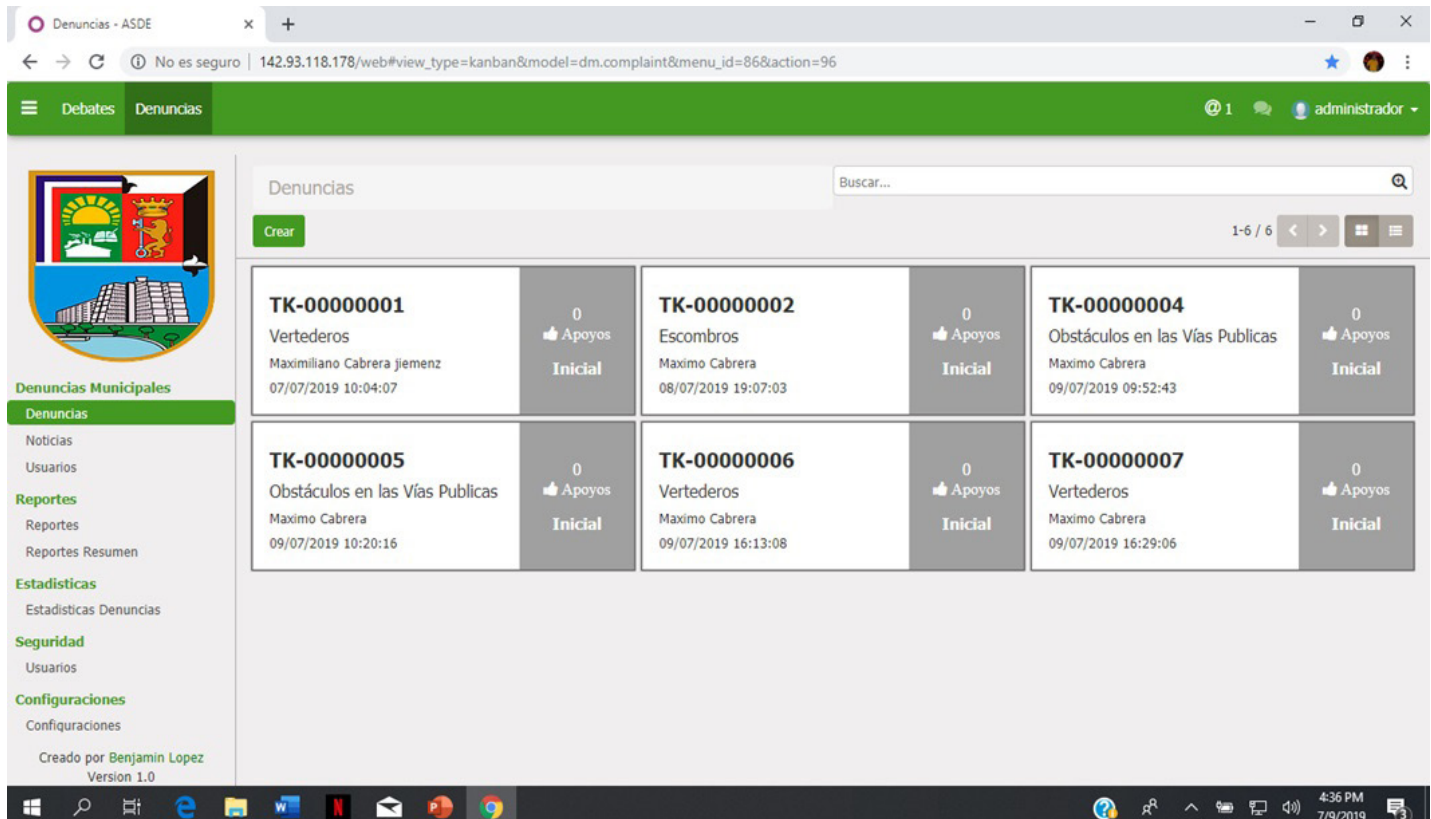 Denuncias - ASDE
No es seguro | 142.93.118.178/web#view_type=kanban&model=dm.complaint&menu_id=86&action=96
Debates Denuncias @ 1 administrador
Denuncias
Buscar...
Crear
1-6 / 6
TK-00000001
Vertederos
Maximiliano Cabrera jiemenz
07/07/2019 10:04:07
0
Apoyos
Inicial
TK-00000002
Escombros
Maximo Cabrera
08/07/2019 19:07:03
0
Apoyos
Inicial
TK-00000004
Obstáculos en las Vías Publicas
Maximo Cabrera
09/07/2019 09:52:43
0
Apoyos
Inicial
TK-00000005
Obstáculos en las Vías Publicas
Maximo Cabrera
09/07/2019 10:20:16
0
Apoyos
Inicial
TK-00000006
Vertederos
Maximo Cabrera
09/07/2019 16:13:08
0
Apoyos
Inicial
TK-00000007
Vertederos
Maximo Cabrera
09/07/2019 16:29:06
0
Apoyos
Inicial
Denuncias Municipales
Denuncias
Noticias
Usuarios
Reportes
Reportes
Reportes Resumen
Estadisticas
Estadisticas Denuncias
Seguridad
Usuarios
Configuraciones
Configuraciones
Creado por Benjamin Lopez
Version 1.0
4:36 PM
7/9/2019
3